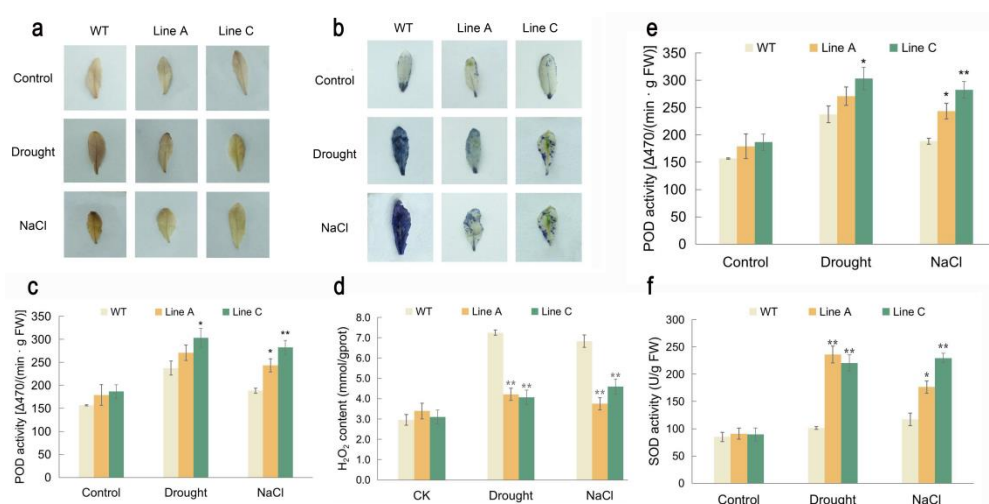 a
WT Line A Line C
Control
Drought
NaCl
b
WT Line A Line C
Control
Drought
NaCl
e
WT Line A Line C
POD activity [Δ470/(min · g FW)]
350
300
250
200
150
100
50
0
* * **
Control Drought NaCl
c
WT Line A Line C
POD activity [Δ470/(min · g FW)]
350
300
250
200
150
100
50
0
* * **
Control Drought NaCl
d
WT Line A Line C
H₂O₂ content (mmol/gprot)
8.0
7.0
6.0
5.0
4.0
3.0
2.0
1.0
.0
** ** ** **
CK Drought NaCl
f
WT Line A Line C
SOD activity (U/g FW)
300
250
200
150
100
50
0
** ** * **
Control Drought NaCl